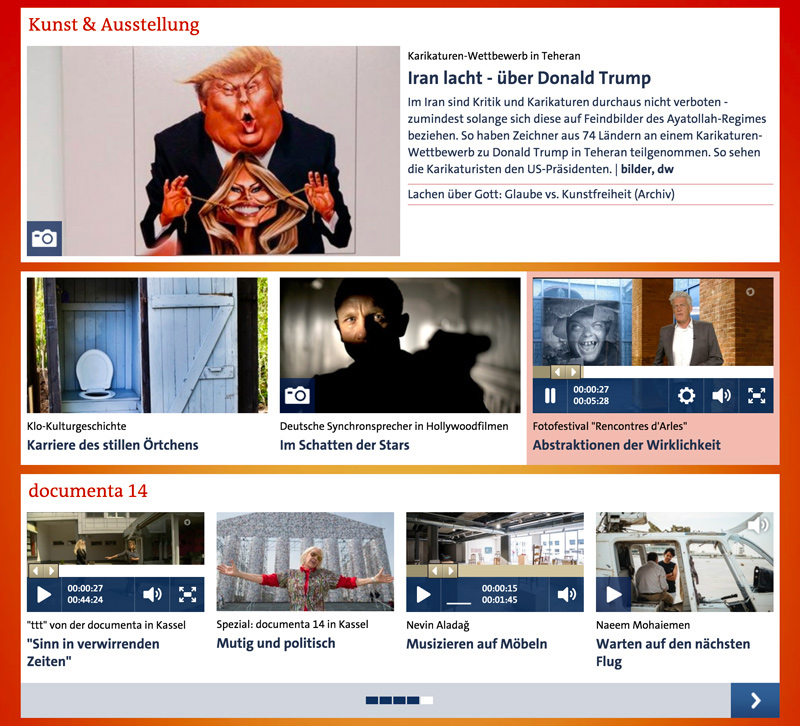 Kunst & Ausstellung
Karikaturen-Wettbewerb in Teheran
Iran lacht - über Donald Trump
Im Iran sind Kritik und Karikaturen durchaus nicht verboten -
zumindest solange sich diese auf Feindbilder des Ayatollah-Regimes
beziehen. So haben Zeichner aus 74 Ländern an einem Karikaturen-
Wettbewerb zu Donald Trump in Teheran teilgenommen. So sehen
die Karikaturisten den US-Präsidenten. | bilder, dw
Lachen über Gott: Glaube vs. Kunstfreiheit (Archiv)
00:00:27
00:05:28
Klo-Kulturgeschichte
Karriere des stillen Örtchens
Deutsche Synchronsprecher in Hollywoodfilmen
Im Schatten der Stars
Fotofestival "Rencontres d'Arles"
Abstraktionen der Wirklichkeit
documenta 14
00:00:27
00:44:24
00:00:15
00:01:45
"ttt" von der documenta in Kassel
"Sinn in verwirrenden
Zeiten"
Spezial: documenta 14 in Kassel
Mutig und politisch
Nevin Aladağ
Musizieren auf Möbeln
Naeem Mohaiemen
Warten auf den nächsten
Flug